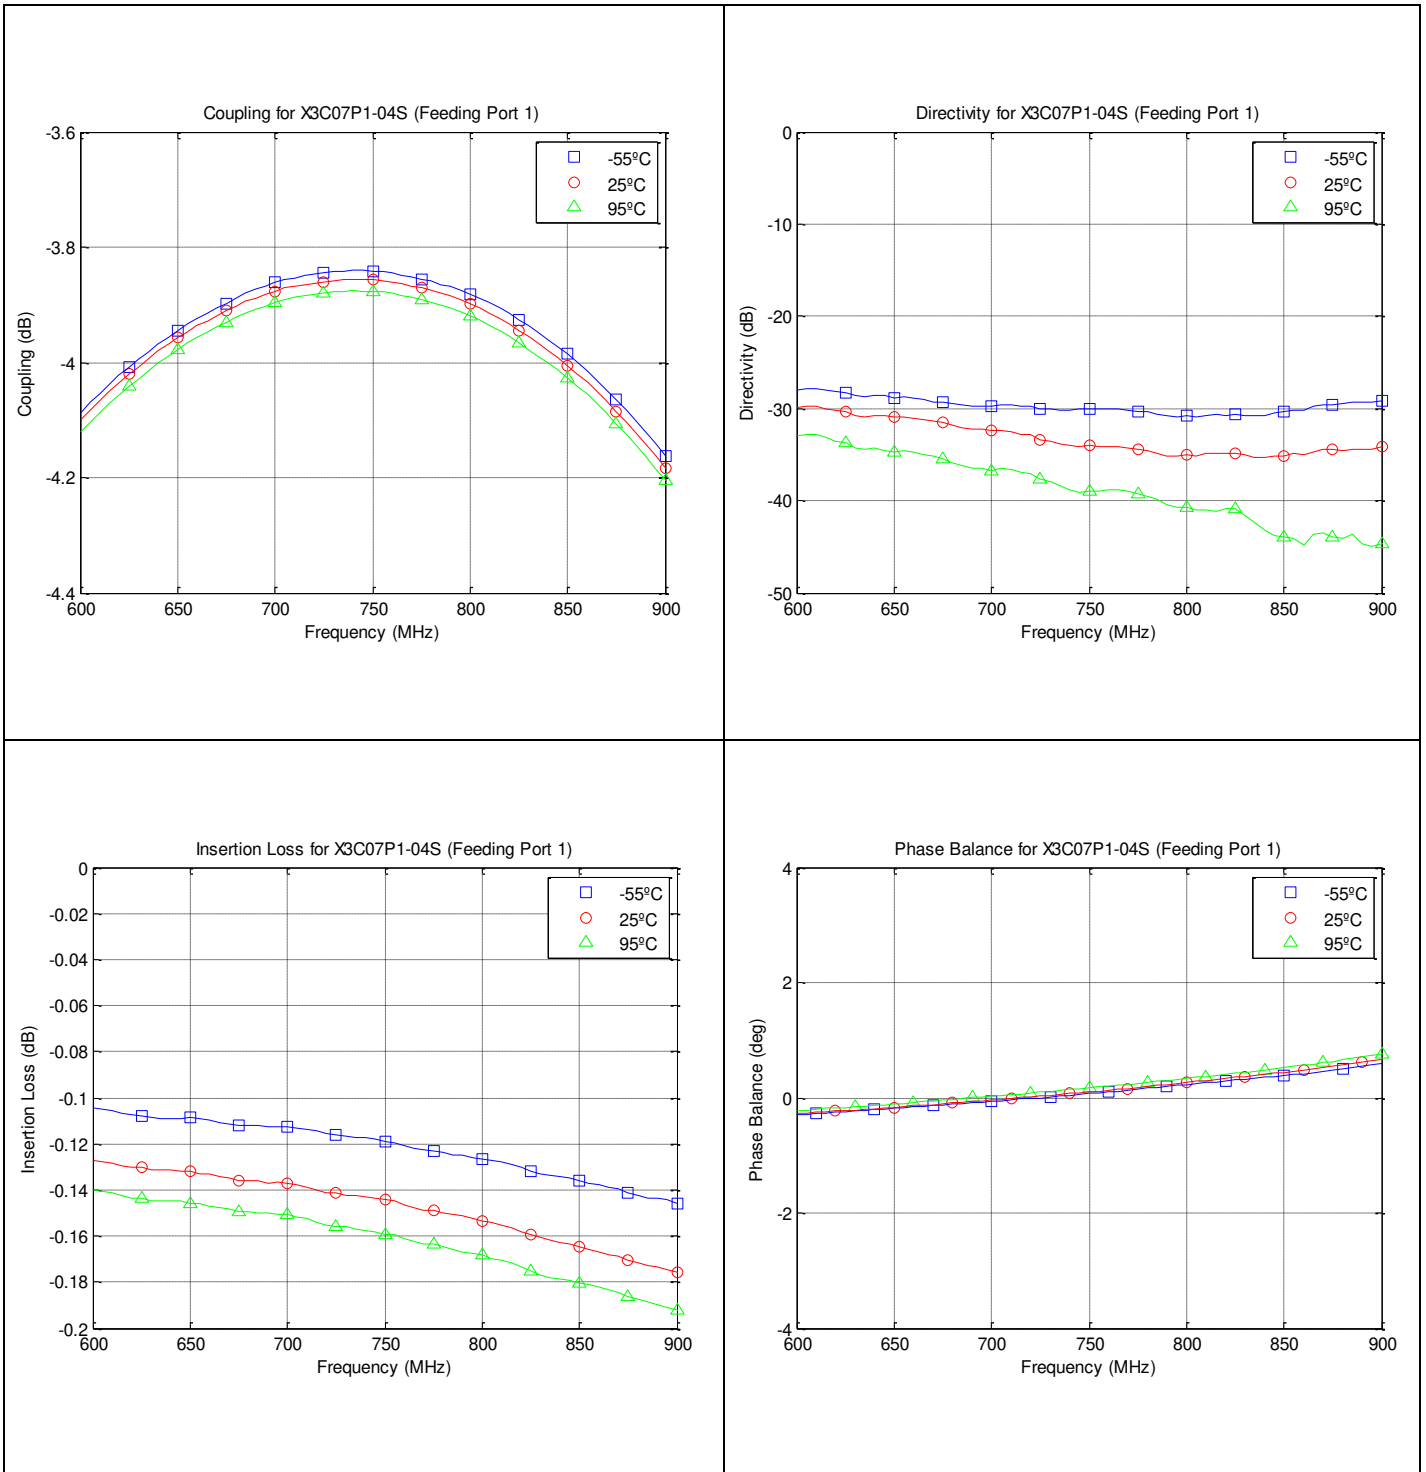 Coupling for X3C07P1-04S (Feeding Port 1)
-3.6
-3.8
-4
-4.2
-4.4
Coupling (dB)
600 650 700 750 800 850 900
Frequency (MHz)
-55ºC
25ºC
95ºC
Directivity for X3C07P1-04S (Feeding Port 1)
0
-10
-20
-30
-40
-50
Directivity (dB)
600 650 700 750 800 850 900
Frequency (MHz)
-55ºC
25ºC
95ºC
Insertion Loss for X3C07P1-04S (Feeding Port 1)
0
-0.02
-0.04
-0.06
-0.08
-0.1
-0.12
-0.14
-0.16
-0.18
-0.2
Insertion Loss (dB)
600 650 700 750 800 850 900
Frequency (MHz)
-55ºC
25ºC
95ºC
Phase Balance for X3C07P1-04S (Feeding Port 1)
4
2
0
-2
-4
Phase Balance (deg)
600 650 700 750 800 850 900
Frequency (MHz)
-55ºC
25ºC
95ºC